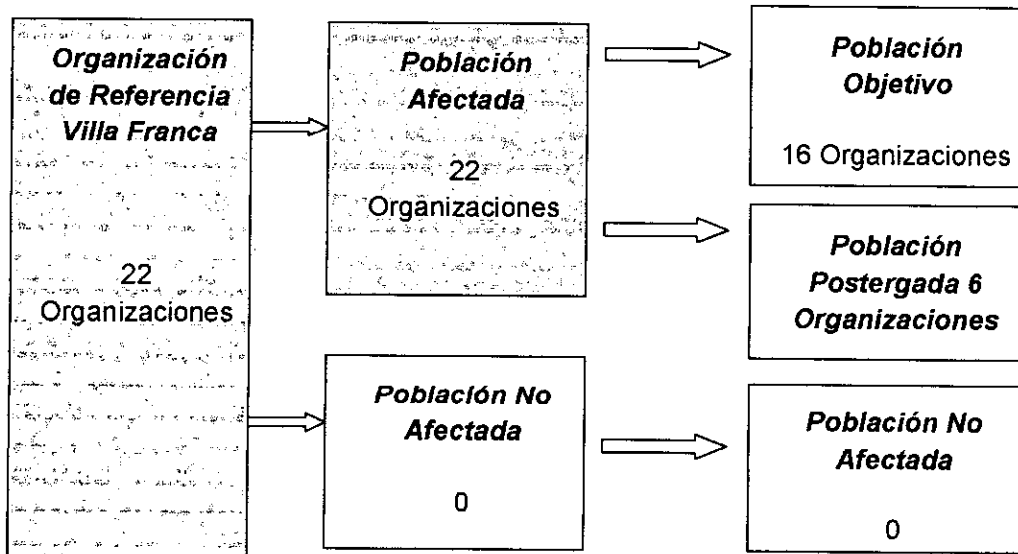 Organización
de Referencia
Villa Franca
22
Organizaciones
Población
Afectada
22
Organizaciones
Población No
Afectada
0
Población
Objetivo
16 Organizaciones
Población
Postergada 6
Organizaciones
Población No
Afectada
0